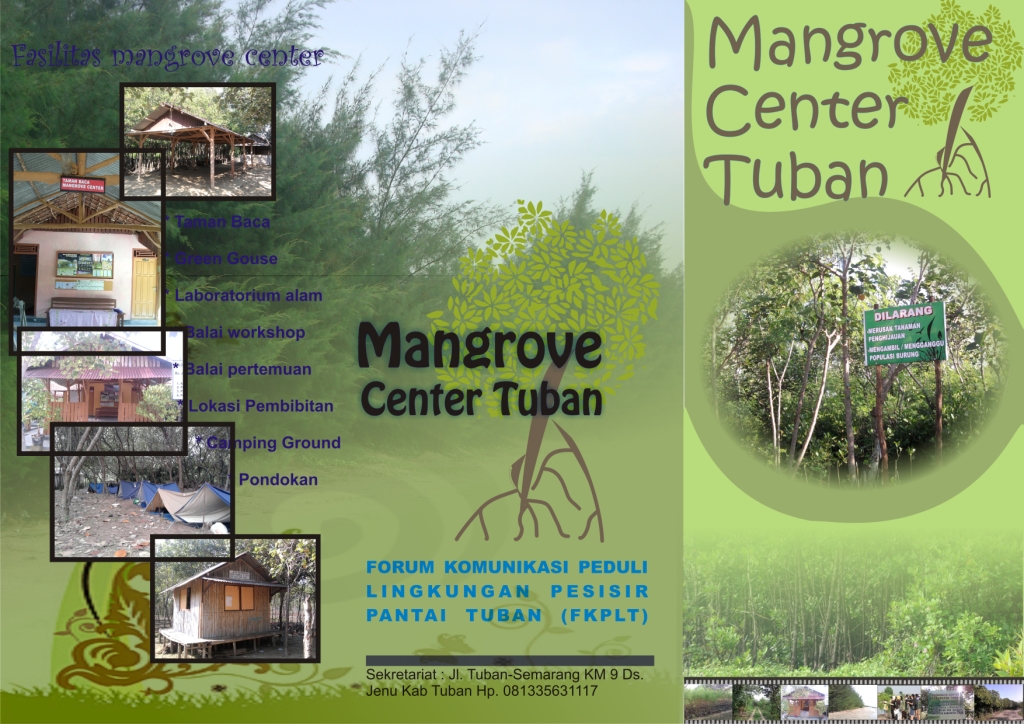 Fasilitas mangrove center
TAMAN BACA
MANGROVE CENTER
* Taman Baca
* Green Gouse
* Laboratorium alam
Balai workshop
* Balai pertemuan
* Lokasi Pembibitan
* Camping Ground
Pondokan
Mangrove
Center Tuban
FORUM KOMUNIKASI PEDULI
LINGKUNGAN PESISIR
PANTAI TUBAN (FKPLT)
Sekretariat : Jl. Tuban-Semarang KM 9 Ds.
Jenu Kab Tuban Hp. 081335631117
Mangrove
Center
Tuban
DILARANG
-MERUSAK TANAMAN
PENGHIJAUAN
-MENGAMBIL / MENGGANGGU
POPULASI BURUNG